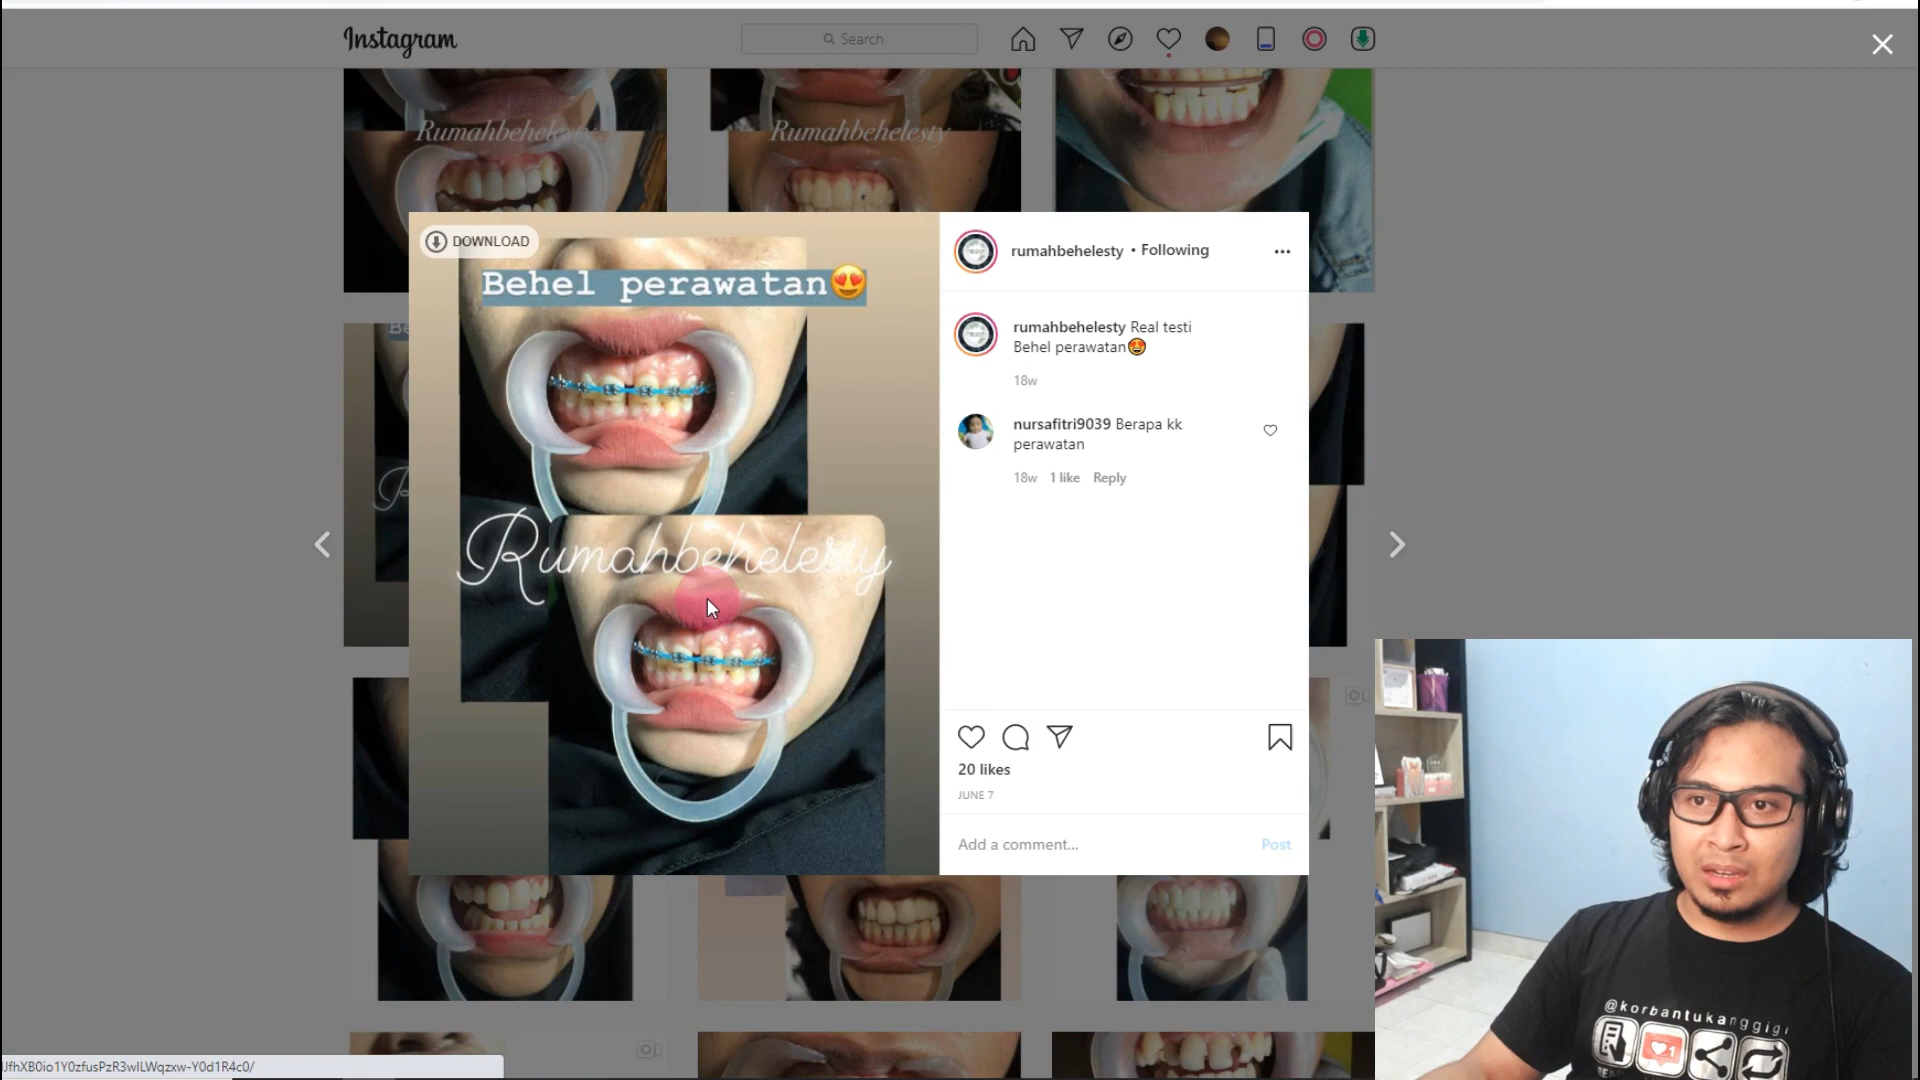 Instagram
Search
Rumahbehelesty
Rumahbehelesty
DOWNLOAD
Behel perawatan😍
Rumahbehelesty
rumahbehelesty • Following
rumahbehelesty Real testi
Behel perawatan😍
18w
nursafitri9039 Berapa kk
perawatan
18w 1 like Reply
20 likes
JUNE 7
Add a comment...
Post
@korbantukanggigi